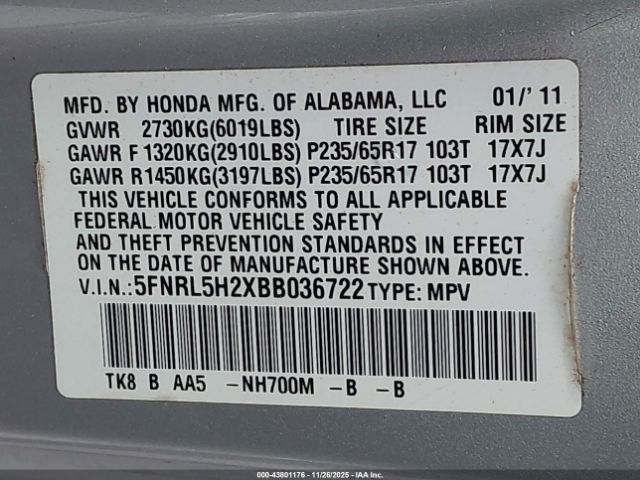 MFD. BY HONDA MFG. OF ALABAMA, LLC 01/'11
GVWR 2730KG(6019LBS) TIRE SIZE RIM SIZE
GAWR F 1320KG(2910LBS) P235/65R17 103T 17X7J
GAWR R1450KG(3197LBS) P235/65R17 103T 17X7J
THIS VEHICLE CONFORMS TO ALL APPLICABLE
FEDERAL MOTOR VEHICLE SAFETY
AND THEFT PREVENTION STANDARDS IN EFFECT
ON THE DATE OF MANUFACTURE SHOWN ABOVE.
V.I.N.:5FNRL5H2XBB036722 TYPE: MPV
TK8 B AA5 -NH700M -B -B
000-43801176 - 11/26/2025 - IAAI.COM